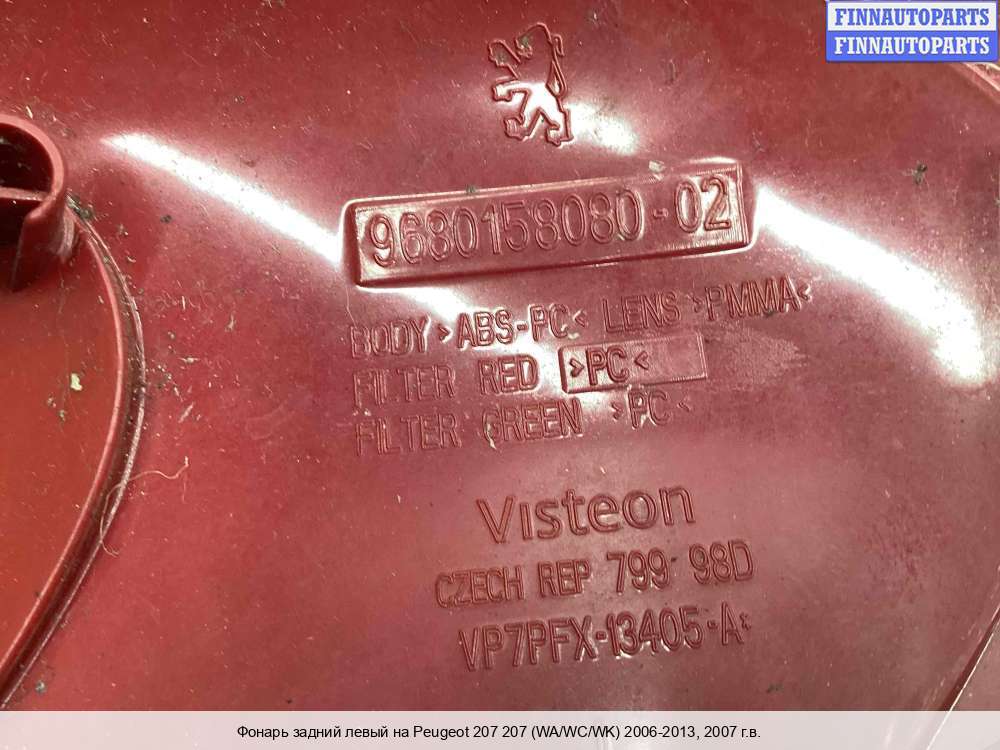 FINNAUTOPARTS
FINNAUTOPARTS
9680158080-02
BODY >ABS-PC< LENS >PMMA<
FILTER RED >PC<
FILTER GREEN >PC<
Visteon
CZECH REP 799 98D
VP7PFX-13405-A
Фонарь задний левый на Peugeot 207 207 (WA/WC/WK) 2006-2013, 2007 г.в.